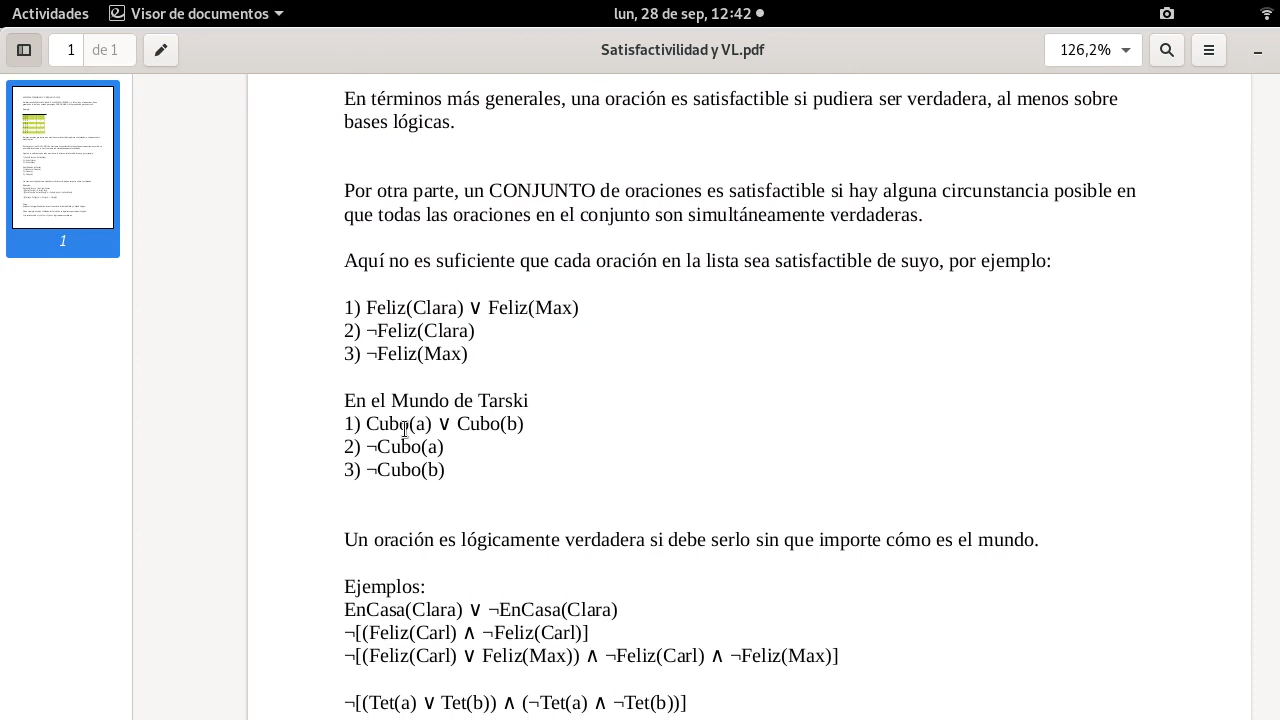 Actividades Visor de documentos lun, 28 de sep, 12:42
1 de 1 Satisfactivilidad y VL.pdf 126,2%
En términos más generales, una oración es satisfactible si pudiera ser verdadera, al menos sobre
bases lógicas.
Por otra parte, un CONJUNTO de oraciones es satisfactible si hay alguna circunstancia posible en
que todas las oraciones en el conjunto son simultáneamente verdaderas.
Aquí no es suficiente que cada oración en la lista sea satisfactible de suyo, por ejemplo:
1) Feliz(Clara) ∨ Feliz(Max)
2) ¬Feliz(Clara)
3) ¬Feliz(Max)
En el Mundo de Tarski
1) Cubo(a) ∨ Cubo(b)
2) ¬Cubo(a)
3) ¬Cubo(b)
Un oración es lógicamente verdadera si debe serlo sin que importe cómo es el mundo.
Ejemplos:
EnCasa(Clara) ∨ ¬EnCasa(Clara)
¬[(Feliz(Carl) ∧ ¬Feliz(Carl)]
¬[(Feliz(Carl) ∨ Feliz(Max)) ∧ ¬Feliz(Carl) ∧ ¬Feliz(Max)]
¬[(Tet(a) ∨ Tet(b)) ∧ (¬Tet(a) ∧ ¬Tet(b))]
1